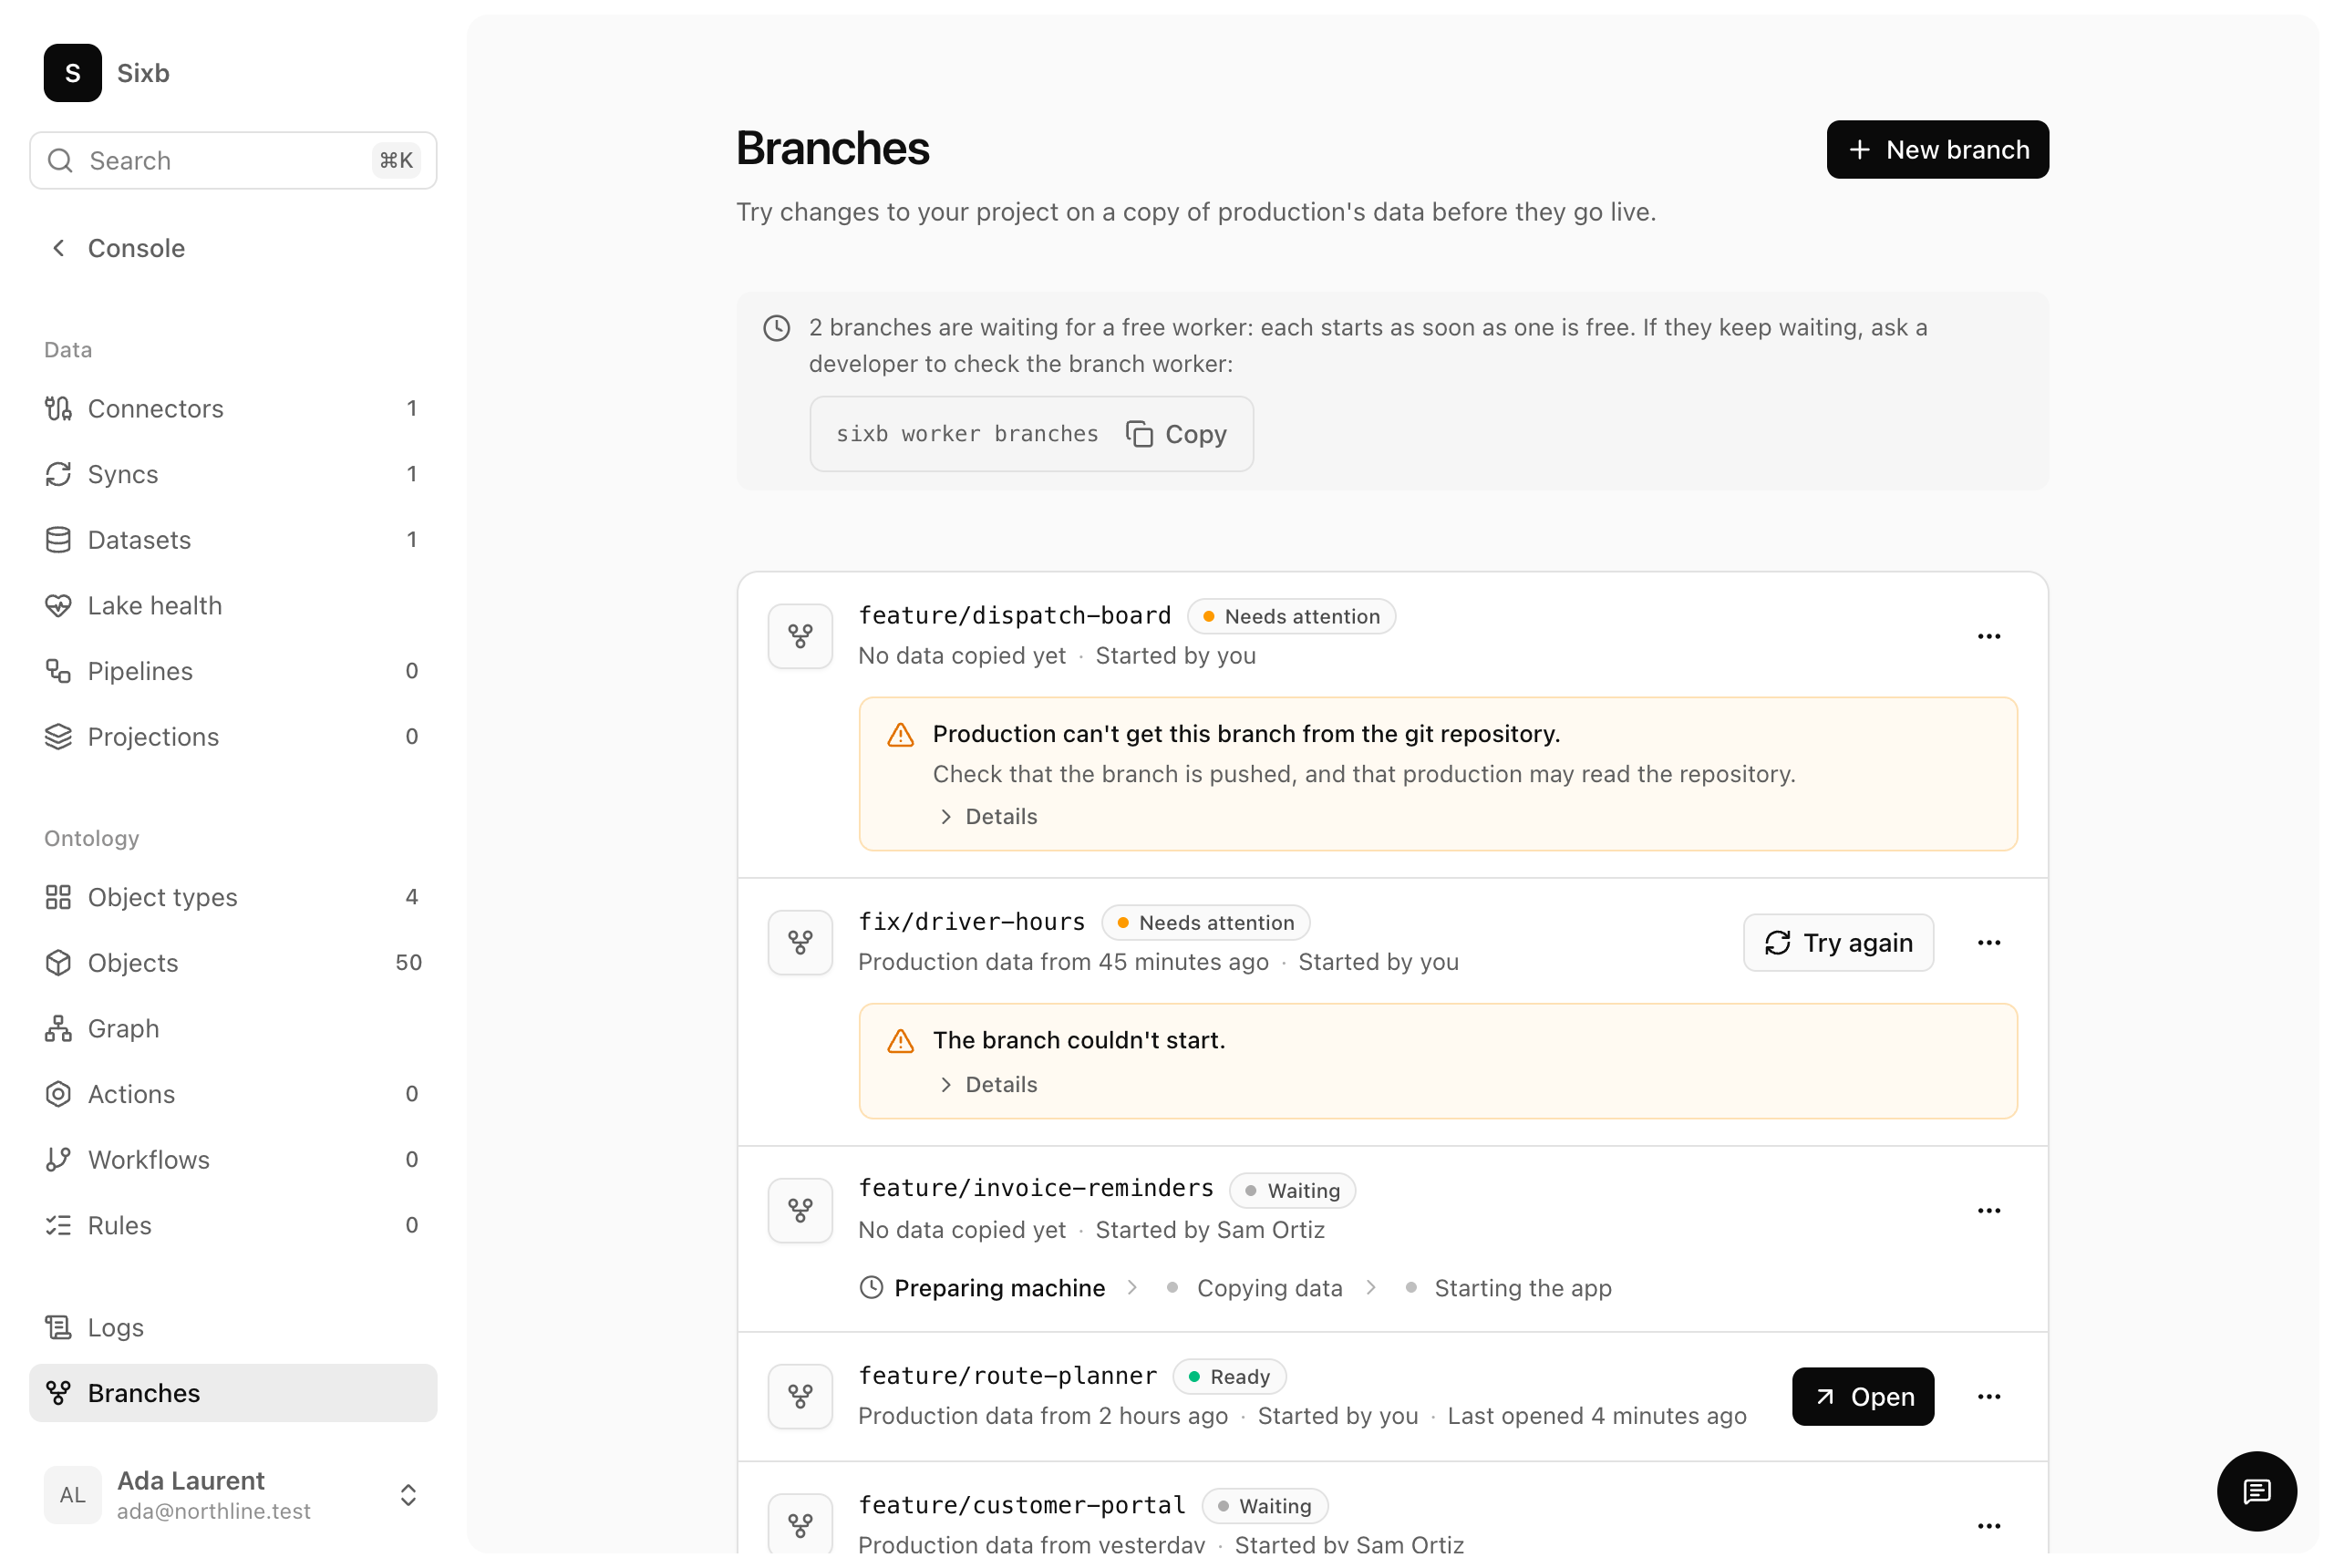 S Sixb
Search ⌘K
Console
Data
Connectors 1
Syncs 1
Datasets 1
Lake health
Pipelines 0
Projections 0
Ontology
Object types 4
Objects 50
Graph
Actions 0
Workflows 0
Rules 0
Logs
Branches
AL Ada Laurent
ada@northline.test
Branches
New branch
Try changes to your project on a copy of production's data before they go live.
2 branches are waiting for a free worker: each starts as soon as one is free. If they keep waiting, ask a
developer to check the branch worker:
sixb worker branches Copy
feature/dispatch-board Needs attention
No data copied yet · Started by you
Production can't get this branch from the git repository.
Check that the branch is pushed, and that production may read the repository.
Details
fix/driver-hours Needs attention
Production data from 45 minutes ago · Started by you
Try again
The branch couldn't start.
Details
feature/invoice-reminders Waiting
No data copied yet · Started by Sam Ortiz
Preparing machine Copying data Starting the app
feature/route-planner Ready
Production data from 2 hours ago · Started by you · Last opened 4 minutes ago
Open
feature/customer-portal Waiting
Production data from yesterday · Started by Sam Ortiz